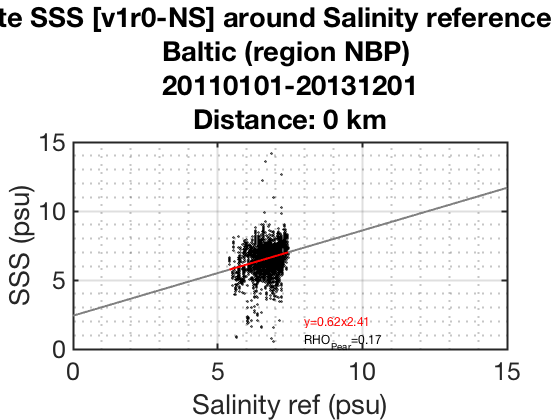 te SSS [v1r0-NS] around Salinity reference
Baltic (region NBP)
20110101-20131201
Distance: 0 km
15
10
5
0
SSS (psu)
y=0.62x2.41
RHO_Pear=0.17
0 5 10 15
Salinity ref (psu)